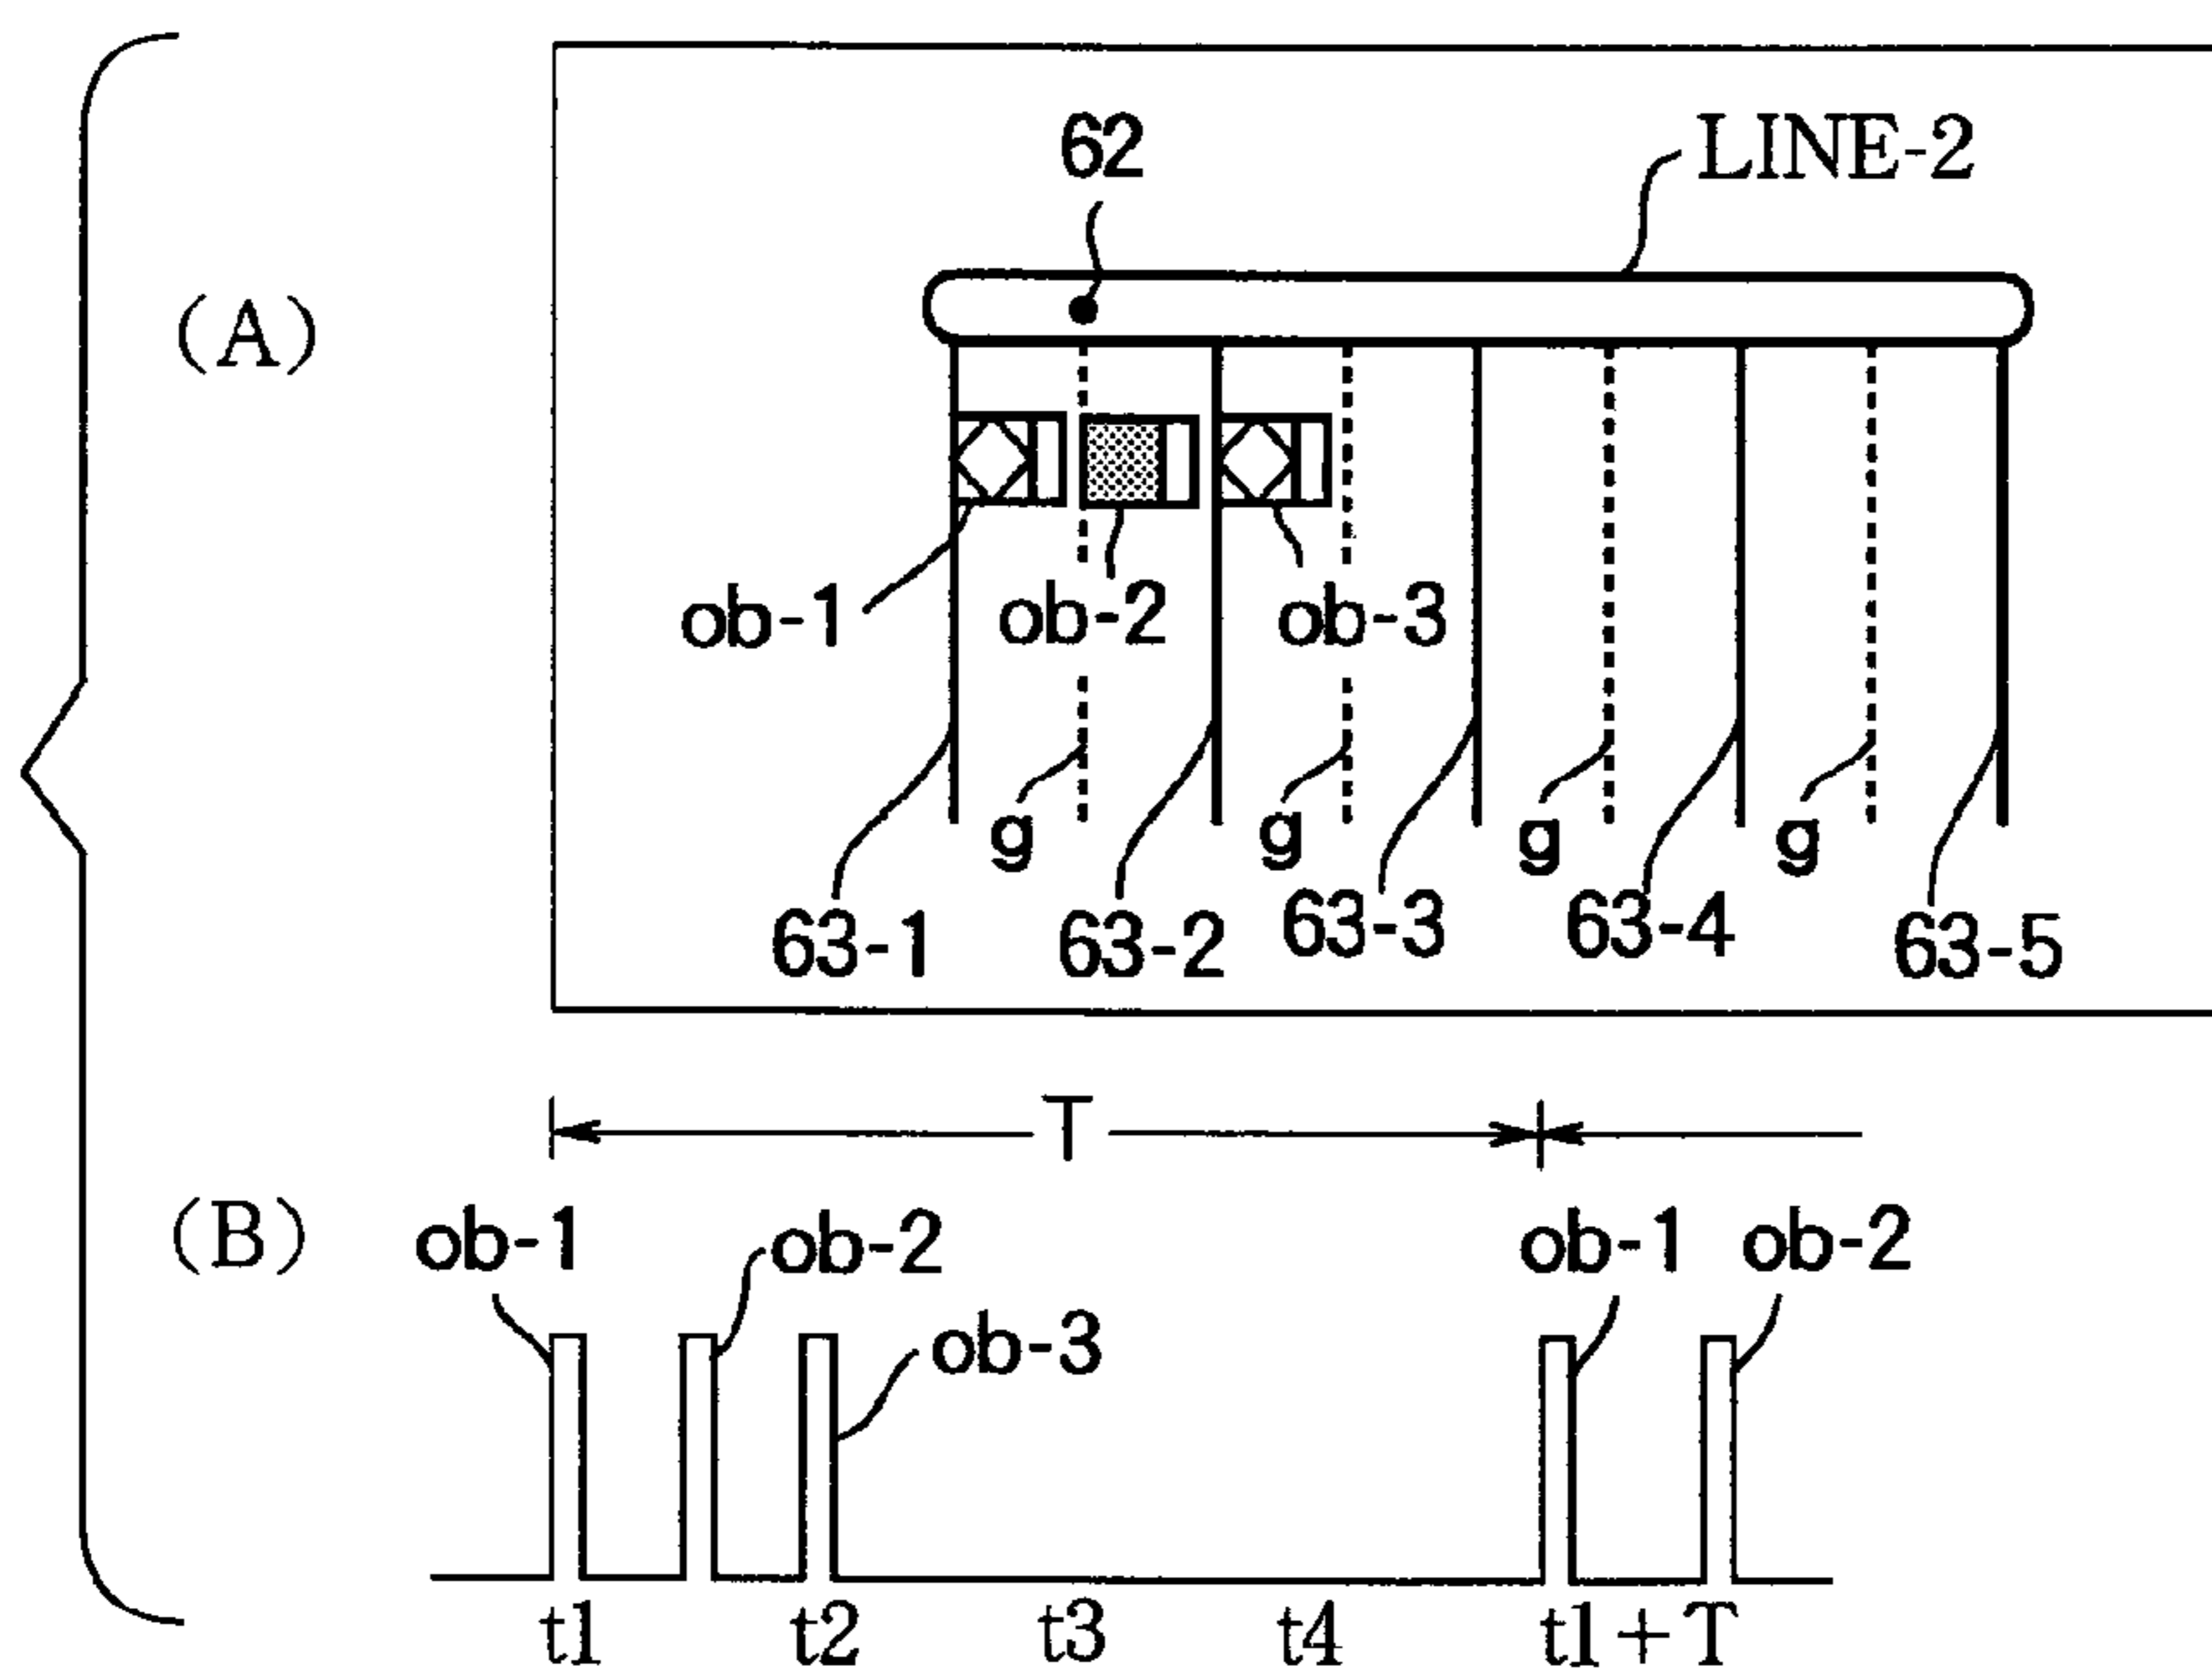 62
LINE-2
(A)
ob-1
ob-2
ob-3
g
g
g
g
63-1
63-2
63-3
63-4
63-5
T
(B)
ob-1
ob-2
ob-3
ob-1
ob-2
t1
t2
t3
t4
t1+T